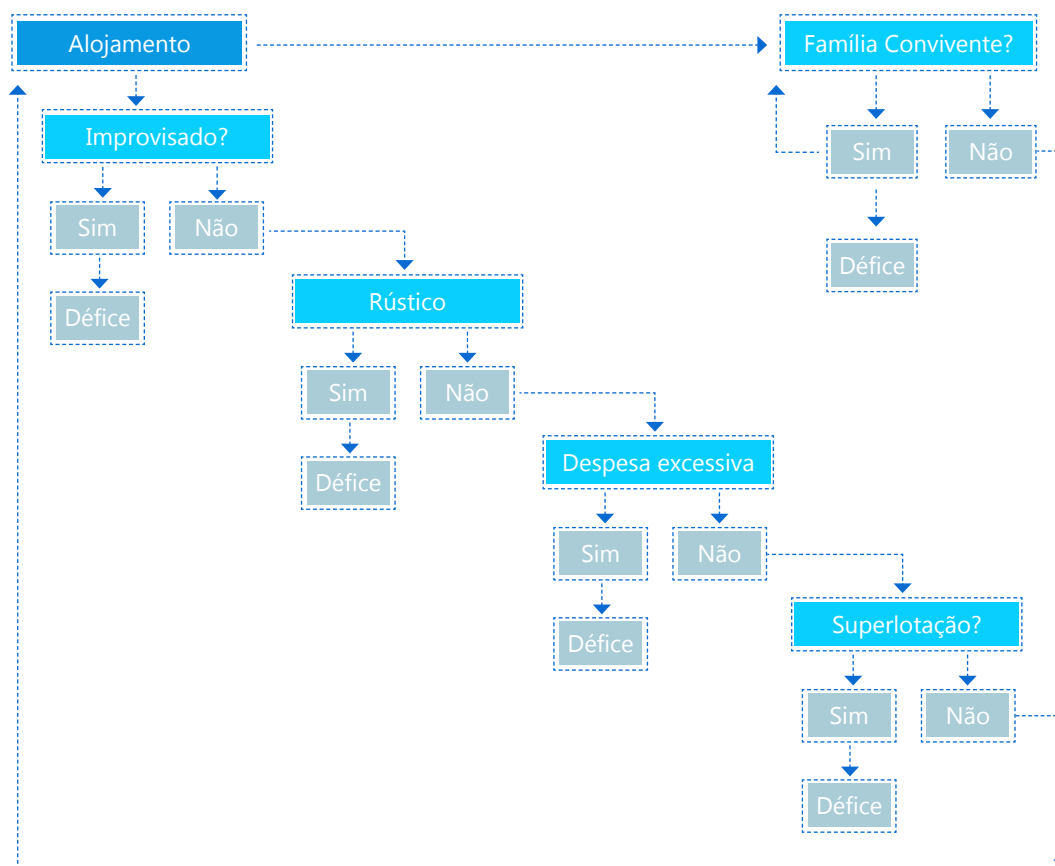 Alojamento
Família Convivente?
Improvisado?
Sim
Não
Sim
Não
Défice
Défice
Rústico
Sim
Não
Défice
Despesa excessiva
Sim
Não
Défice
Superlotação?
Sim
Não
Défice